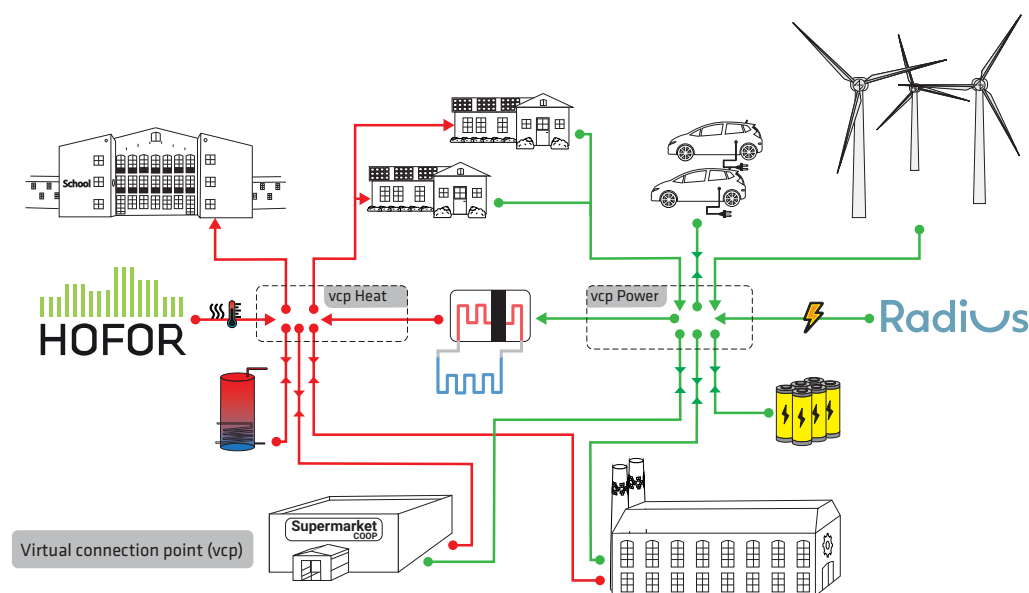 School
vcp Heat
vcp Power
HOFOR
Radius
Supermarket
COOP
Virtual connection point (vcp)